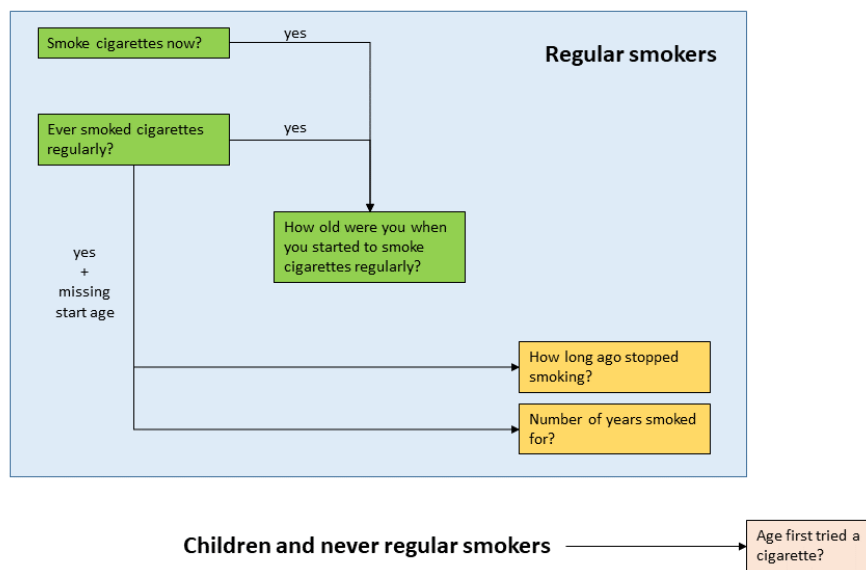 Smoke cigarettes now?
yes
Regular smokers
Ever smoked cigarettes
regularly?
yes
How old were you when
you started to smoke
cigarettes regularly?
yes
+
missing
start age
How long ago stopped
smoking?
Number of years smoked
for?
Children and never regular smokers
Age first tried a
cigarette?